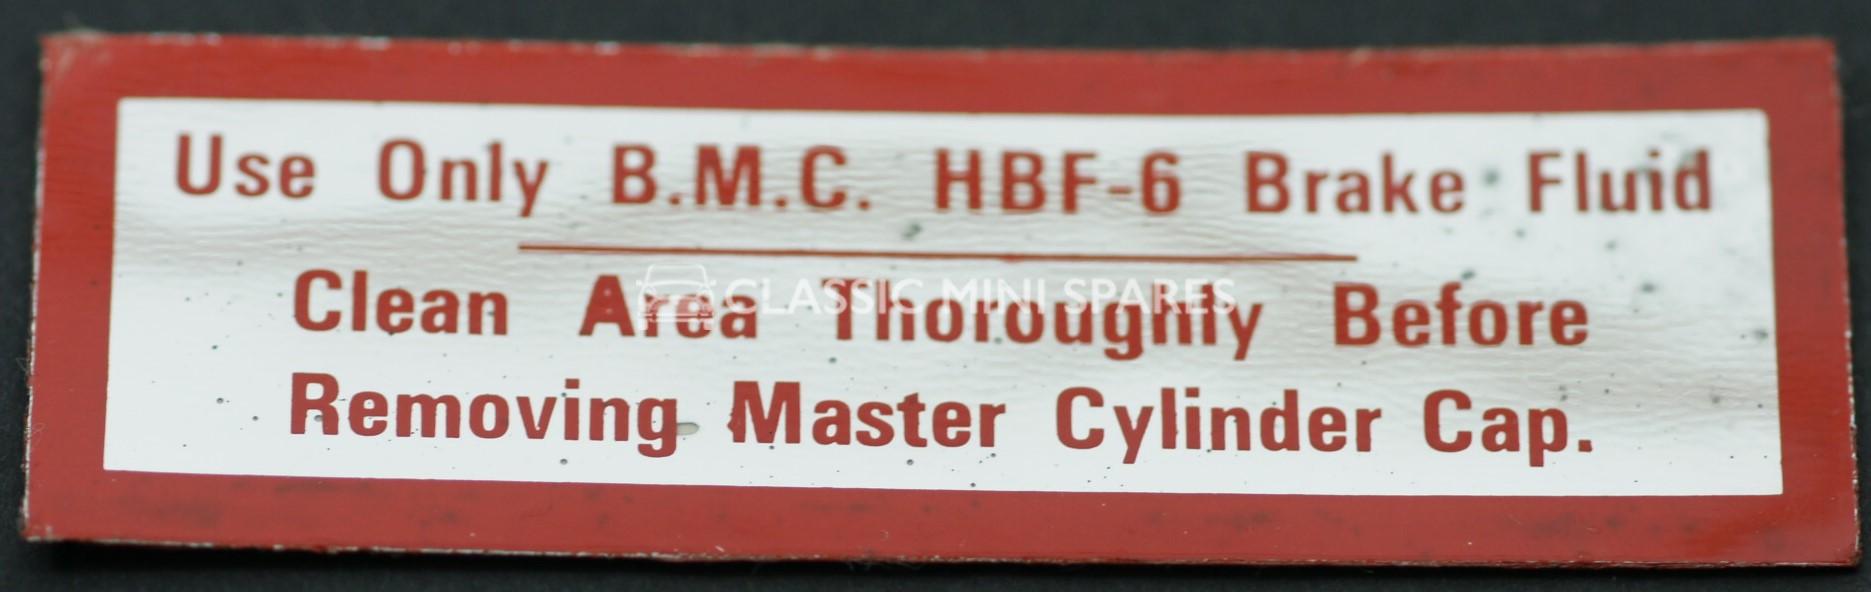 Use Only B.M.C. HBF-6 Brake Fluid
Clean Area Thoroughly Before
CLASSIC MINI SPARES
Removing Master Cylinder Cap.